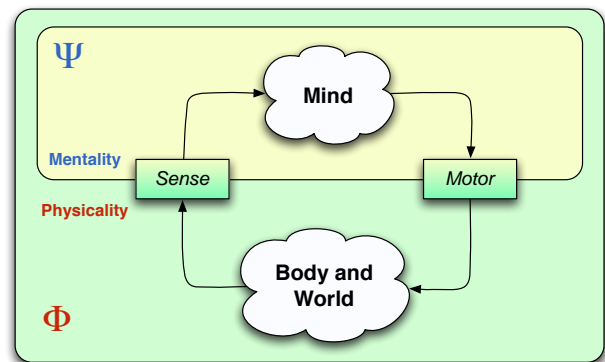 Ψ
Mind
Mentality
Sense
Motor
Physicality
Body and
World
Φ